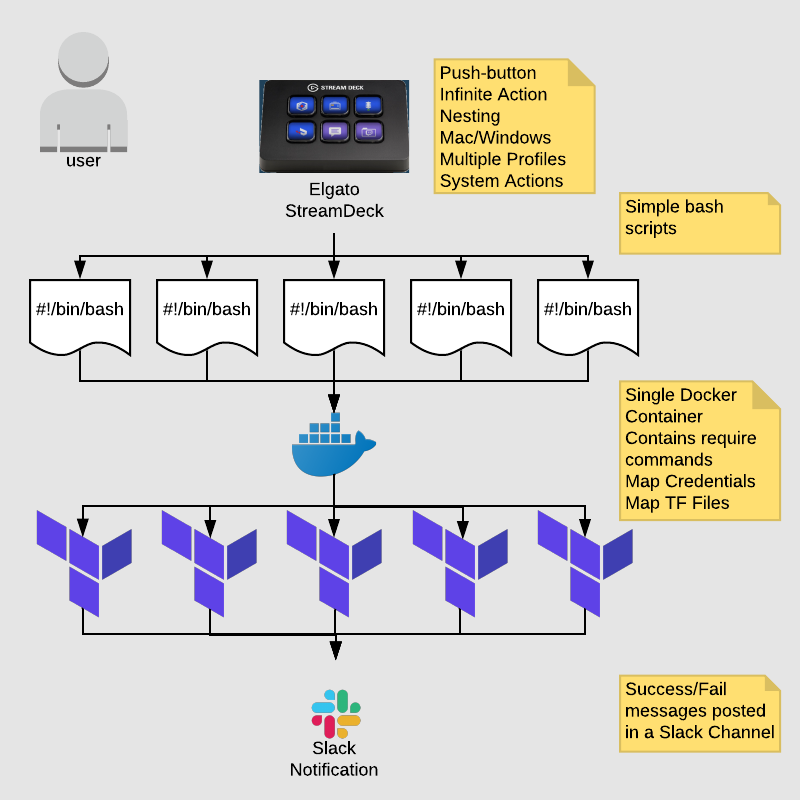 user
STREAM DECK
Elgato
StreamDeck
Push-button
Infinite Action
Nesting
Mac/Windows
Multiple Profiles
System Actions
Simple bash
scripts
#!/bin/bash
#!/bin/bash
#!/bin/bash
#!/bin/bash
#!/bin/bash
Single Docker
Container
Contains require
commands
Map Credentials
Map TF Files
Success/Fail
messages posted
in a Slack Channel
Slack
Notification